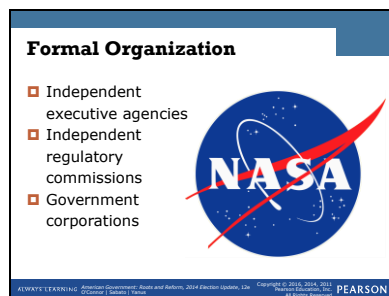 Formal Organization
Independent
executive agencies
Independent
regulatory
commissions
Government
corporations
NASA
ALWAYS LEARNING
American Government: Roots and Reform, 2014 Election Update, 12e
O'Connor | Sabato | Yanus
Copyright © 2016, 2014, 2011
Pearson Education, Inc.
All Rights Reserved
PEARSON